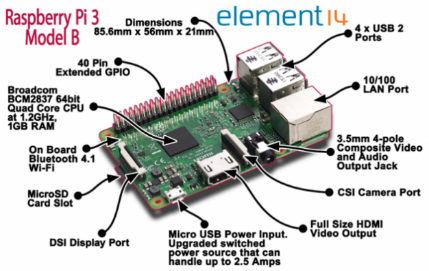 Raspberry Pi 3
Model B
Dimensions
85.6mm x 56mm x 21mm
element14
4 x USB 2
Ports
40 Pin
Extended GPIO
10/100
LAN Port
Broadcom
BCM2837 64bit
Quad Core CPU
at 1.2GHz,
1GB RAM
3.5mm 4-pole
Composite Video
and Audio
Output Jack
On Board
Bluetooth 4.1
Wi-Fi
MicroSD
Card Slot
CSI Camera Port
DSI Display Port
Micro USB Power Input.
Upgraded switched
power source that can
handle up to 2.5 Amps
Full Size HDMI
Video Output